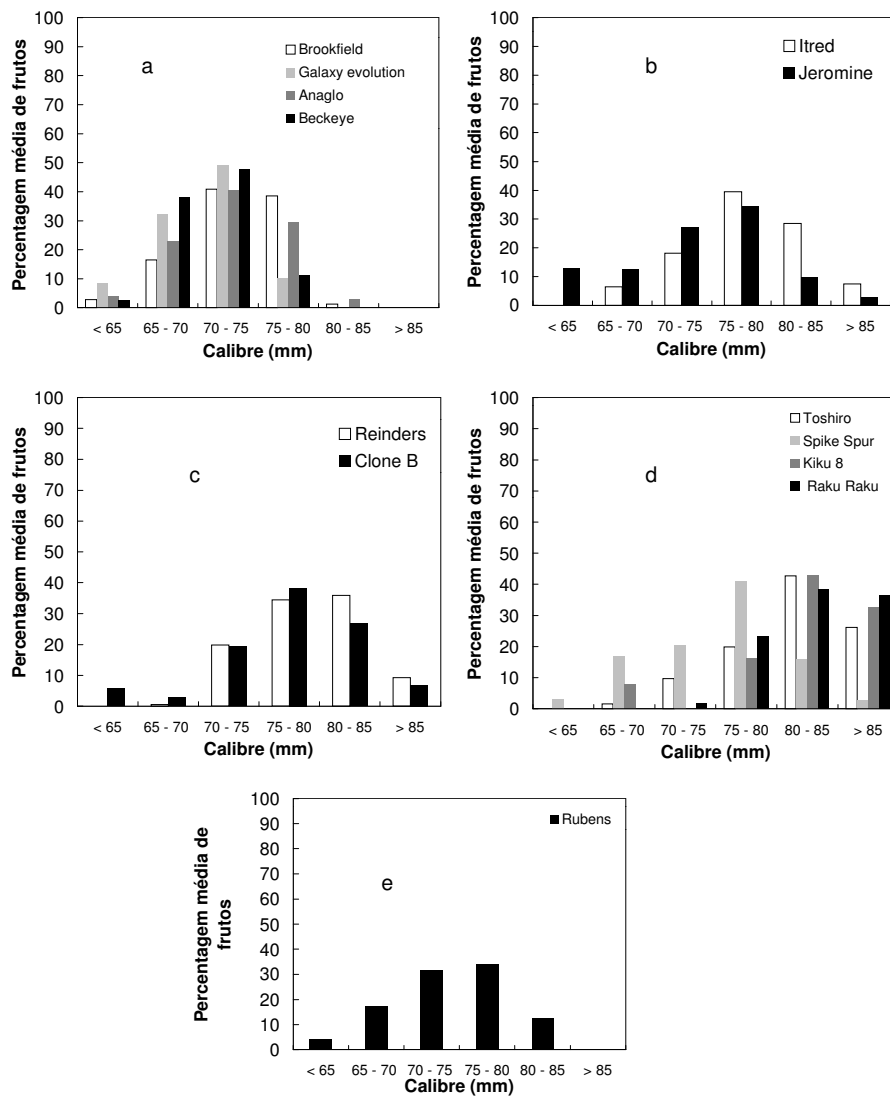 Percentagem média de frutos
100
90
80
70
60
50
40
30
20
10
0
a
Brookfield
Galaxy evolution
Anaglo
Beckeye
< 65 65 - 70 70 - 75 75 - 80 80 - 85 > 85
Calibre (mm)
Percentagem média de frutos
100
90
80
70
60
50
40
30
20
10
0
b
Itred
Jeromine
< 65 65 - 70 70 - 75 75 - 80 80 - 85 > 85
Calibre (mm)
Percentagem média de frutos
100
90
80
70
60
50
40
30
20
10
0
c
Reinders
Clone B
< 65 65 - 70 70 - 75 75 - 80 80 - 85 > 85
Calibre (mm)
Percentagem média de frutos
100
90
80
70
60
50
40
30
20
10
0
d
Toshiro
Spike Spur
Kiku 8
Raku Raku
< 65 65 - 70 70 - 75 75 - 80 80 - 85 > 85
Calibre (mm)
Percentagem média de
frutos
100
90
80
70
60
50
40
30
20
10
0
e
Rubens
< 65 65 - 70 70 - 75 75 - 80 80 - 85 > 85
Calibre (mm)